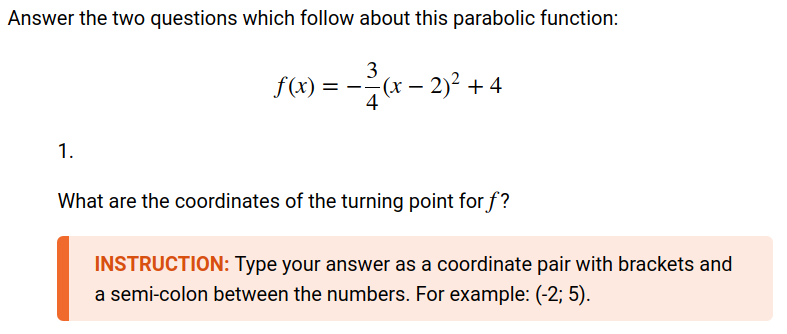 Answer the two questions which follow about this parabolic function:
f(x) = −\frac{3}{4}(x − 2)² + 4
1.
What are the coordinates of the turning point for f?
INSTRUCTION: Type your answer as a coordinate pair with brackets and
a semi-colon between the numbers. For example: (-2; 5).